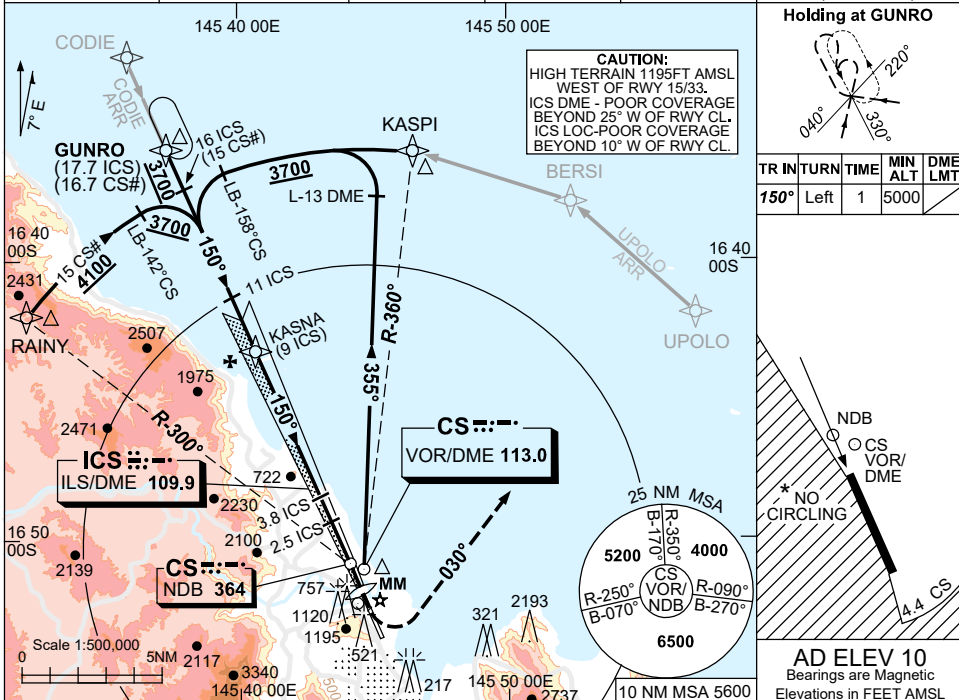 145 40 00E
145 50 00E
CODIE
CODIE
ARR
7° E
GUNRO
(17.7 ICS)
(16.7 CS#)
3700
16 ICS
(15 CS#)
3700
KASPI
CAUTION:
HIGH TERRAIN 1195FT AMSL
WEST OF RWY 15/33.
ICS DME - POOR COVERAGE
BEYOND 25° W OF RWY CL.
ICS LOC-POOR COVERAGE
BEYOND 10° W OF RWY CL.
BERSI
L-13 DME
LB-158°CS
3700
LB-142°CS
150°
15 CS#
4100
16 40
00S
16 40
00S
UPOLO
ARR
UPOLO
2431
RAINY
11 ICS
R-360°
KASNA
(9 ICS)
2507
1975
355°
150°
2471
R-300°
CS
VOR/DME 113.0
ICS
ILS/DME 109.9
722
2230
3.8 ICS
2.5 ICS
16 50
00S
2100
2139
CS
NDB 364
757
MM
030°
1120
1195
521
321
2193
217
2117
3340
2737
5000
Scale 1:500,000
0
5NM
145 40 00E
145 50 00E
25 NM MSA
R-350°
B-170°
5200
4000
CS
VOR/
NDB
R-250°
B-070°
R-090°
B-270°
6500
10 NM MSA 5600
Holding at GUNRO
220°
040°
330°
TR IN TURN TIME MIN ALT DME LMT
150° Left 1 5000
NDB
CS
VOR/
DME
* NO
CIRCLING
4.4 CS
AD ELEV 10
Bearings are Magnetic
Elevations in FEET AMSL